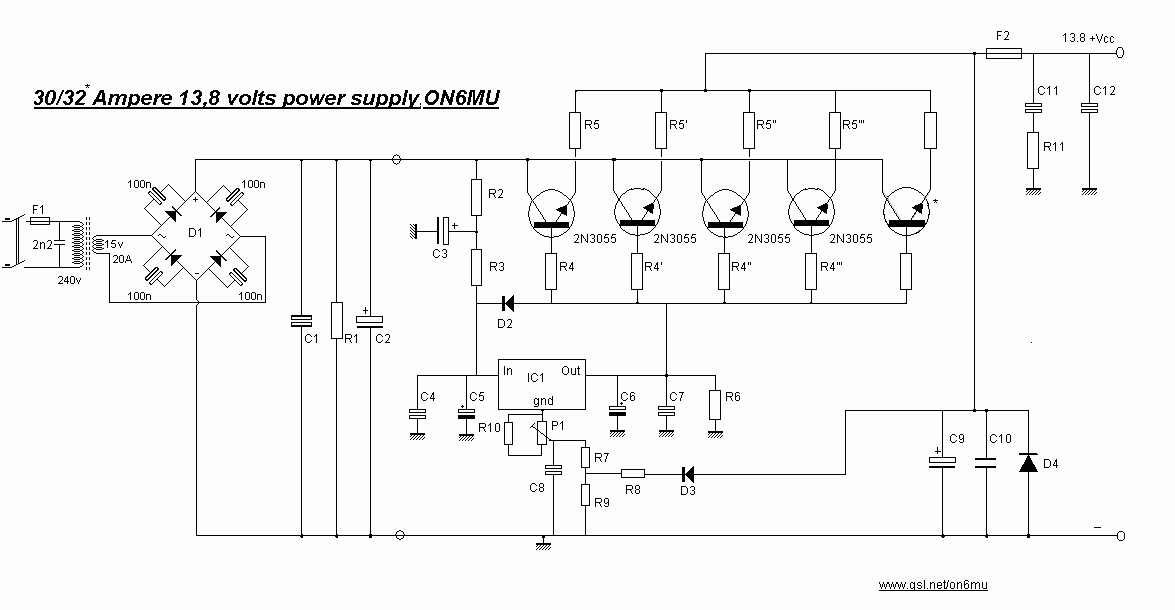 F2
13.8 +Vcc
30/32* Ampere 13,8 volts power supply ON6MU
C11
C12
R5
R5'
R5"
R5'"
R11
100n
100n
+
R2
*
F1
D1
2N3055
2N3055
2N3055
2N3055
~
~
2n2
15v
20A
+
C3
R3
R4
R4'
R4"
R4'"
240v
-
100n
100n
D2
+
C1
R1
C2
In
IC1
Out
gnd
C4
C5
C6
C7
R6
R10
P1
C9
+
C10
D4
R7
C8
R8
D3
R9
–
www.qsl.net/on6mu